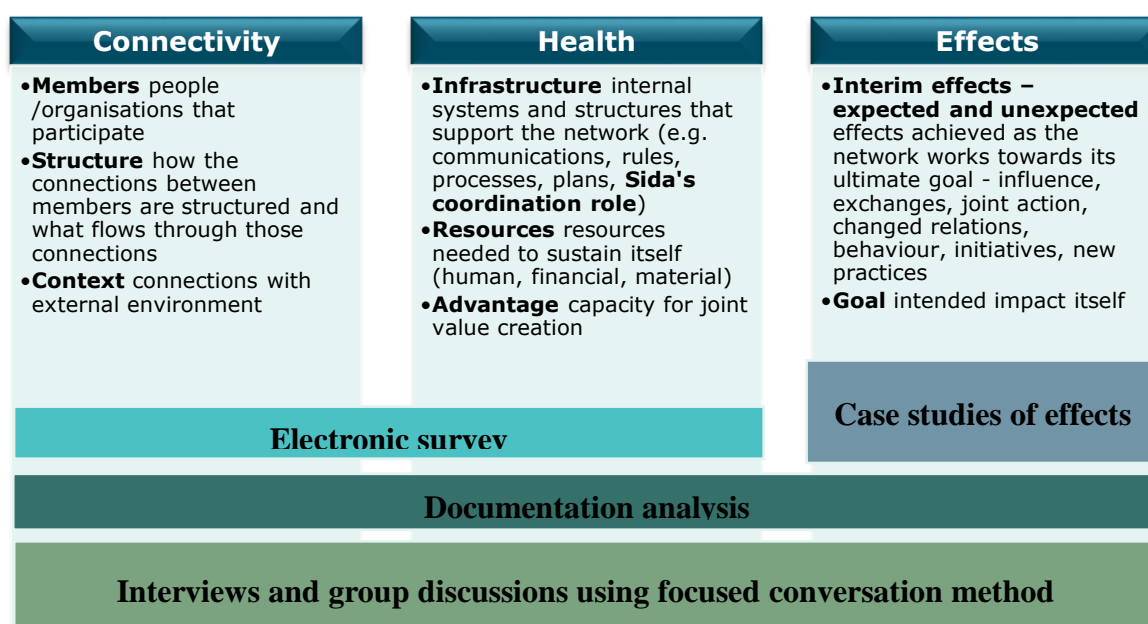 Connectivity
•Members people
/organisations that
participate
•Structure how the
connections between
members are structured and
what flows through those
connections
•Context connections with
external environment
Health
•Infrastructure internal
systems and structures that
support the network (e.g.
communications, rules,
processes, plans, Sida's
coordination role)
•Resources resources
needed to sustain itself
(human, financial, material)
•Advantage capacity for joint
value creation
Effects
•Interim effects –
expected and unexpected
effects achieved as the
network works towards its
ultimate goal - influence,
exchanges, joint action,
changed relations,
behaviour, initiatives, new
practices
•Goal intended impact itself
Case studies of effects
Electronic survey
Documentation analysis
Interviews and group discussions using focused conversation method